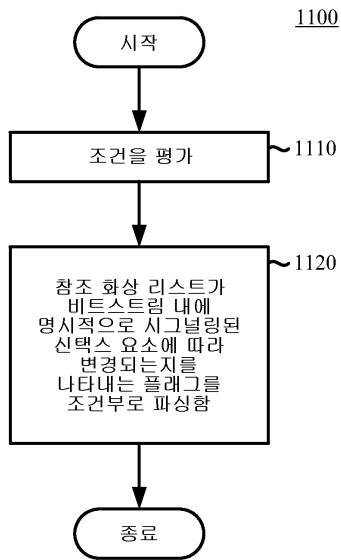 1100
시작
조건을 평가
1110
1120
참조 화상 리스트가
비트스트림 내에
명시적으로 시그널링된
신택스 요소에 따라
변경되는지를
나타내는 플래그를
조건부로 파싱함
종료